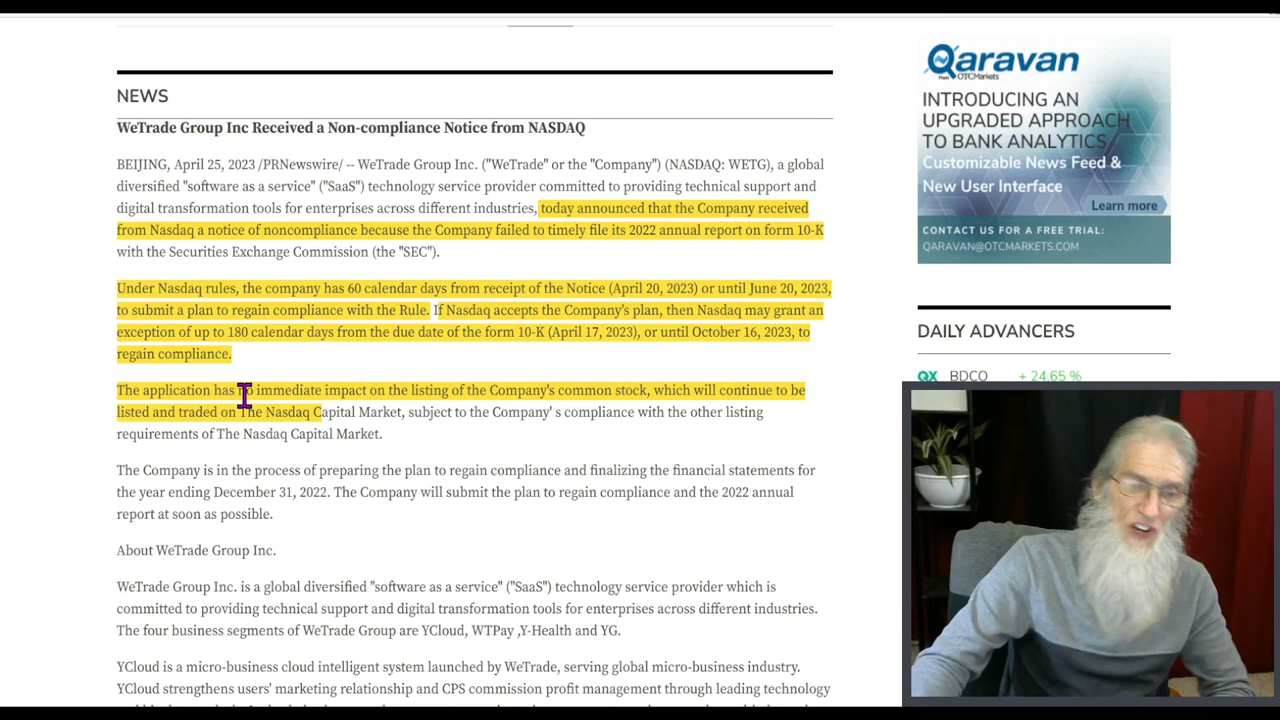 NEWS
WeTrade Group Inc Received a Non-compliance Notice from NASDAQ
BEIJING, April 25, 2023 /PRNewswire/ -- WeTrade Group Inc. ("WeTrade" or the "Company") (NASDAQ: WETG), a global
diversified "software as a service" ("SaaS") technology service provider committed to providing technical support and
digital transformation tools for enterprises across different industries, today announced that the Company received
from Nasdaq a notice of noncompliance because the Company failed to timely file its 2022 annual report on form 10-K
with the Securities Exchange Commission (the "SEC").
Under Nasdaq rules, the company has 60 calendar days from receipt of the Notice (April 20, 2023) or until June 20, 2023,
to submit a plan to regain compliance with the Rule. If Nasdaq accepts the Company's plan, then Nasdaq may grant an
exception of up to 180 calendar days from the due date of the form 10-K (April 17, 2023), or until October 16, 2023, to
regain compliance.
The application has no immediate impact on the listing of the Company's common stock, which will continue to be
listed and traded on The Nasdaq Capital Market, subject to the Company' s compliance with the other listing
requirements of The Nasdaq Capital Market.
The Company is in the process of preparing the plan to regain compliance and finalizing the financial statements for
the year ending December 31, 2022. The Company will submit the plan to regain compliance and the 2022 annual
report at soon as possible.
About WeTrade Group Inc.
WeTrade Group Inc. is a global diversified "software as a service" ("SaaS") technology service provider which is
committed to providing technical support and digital transformation tools for enterprises across different industries.
The four business segments of WeTrade Group are YCloud, WTPay ,Y-Health and YG.
YCloud is a micro-business cloud intelligent system launched by WeTrade, serving global micro-business industry.
YCloud strengthens users' marketing relationship and CPS commission profit management through leading technology
Qaravan
From OTCMarkets
INTRODUCING AN
UPGRADED APPROACH
TO BANK ANALYTICS
Customizable News Feed &
New User Interface
Learn more
CONTACT US FOR A FREE TRIAL:
QARAVAN@OTCMARKETS.COM
DAILY ADVANCERS
QX BDCO + 24.65 %